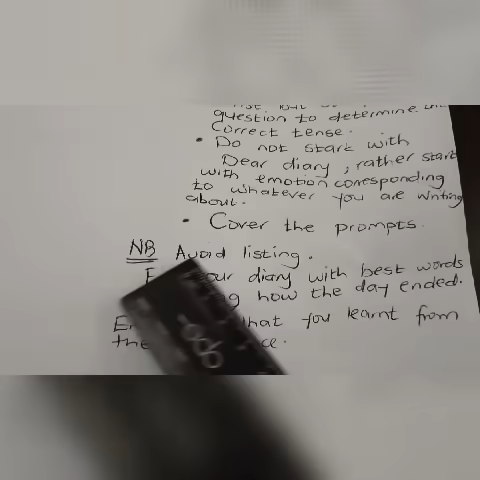 question to determine the
correct tense.
• Do not start with
Dear diary, rather start
with emotion corresponding
to whatever you are writing
about.
• Cover the prompts.
NB Avoid listing.
your diary with best words
how the day ended.
what you learnt from
the